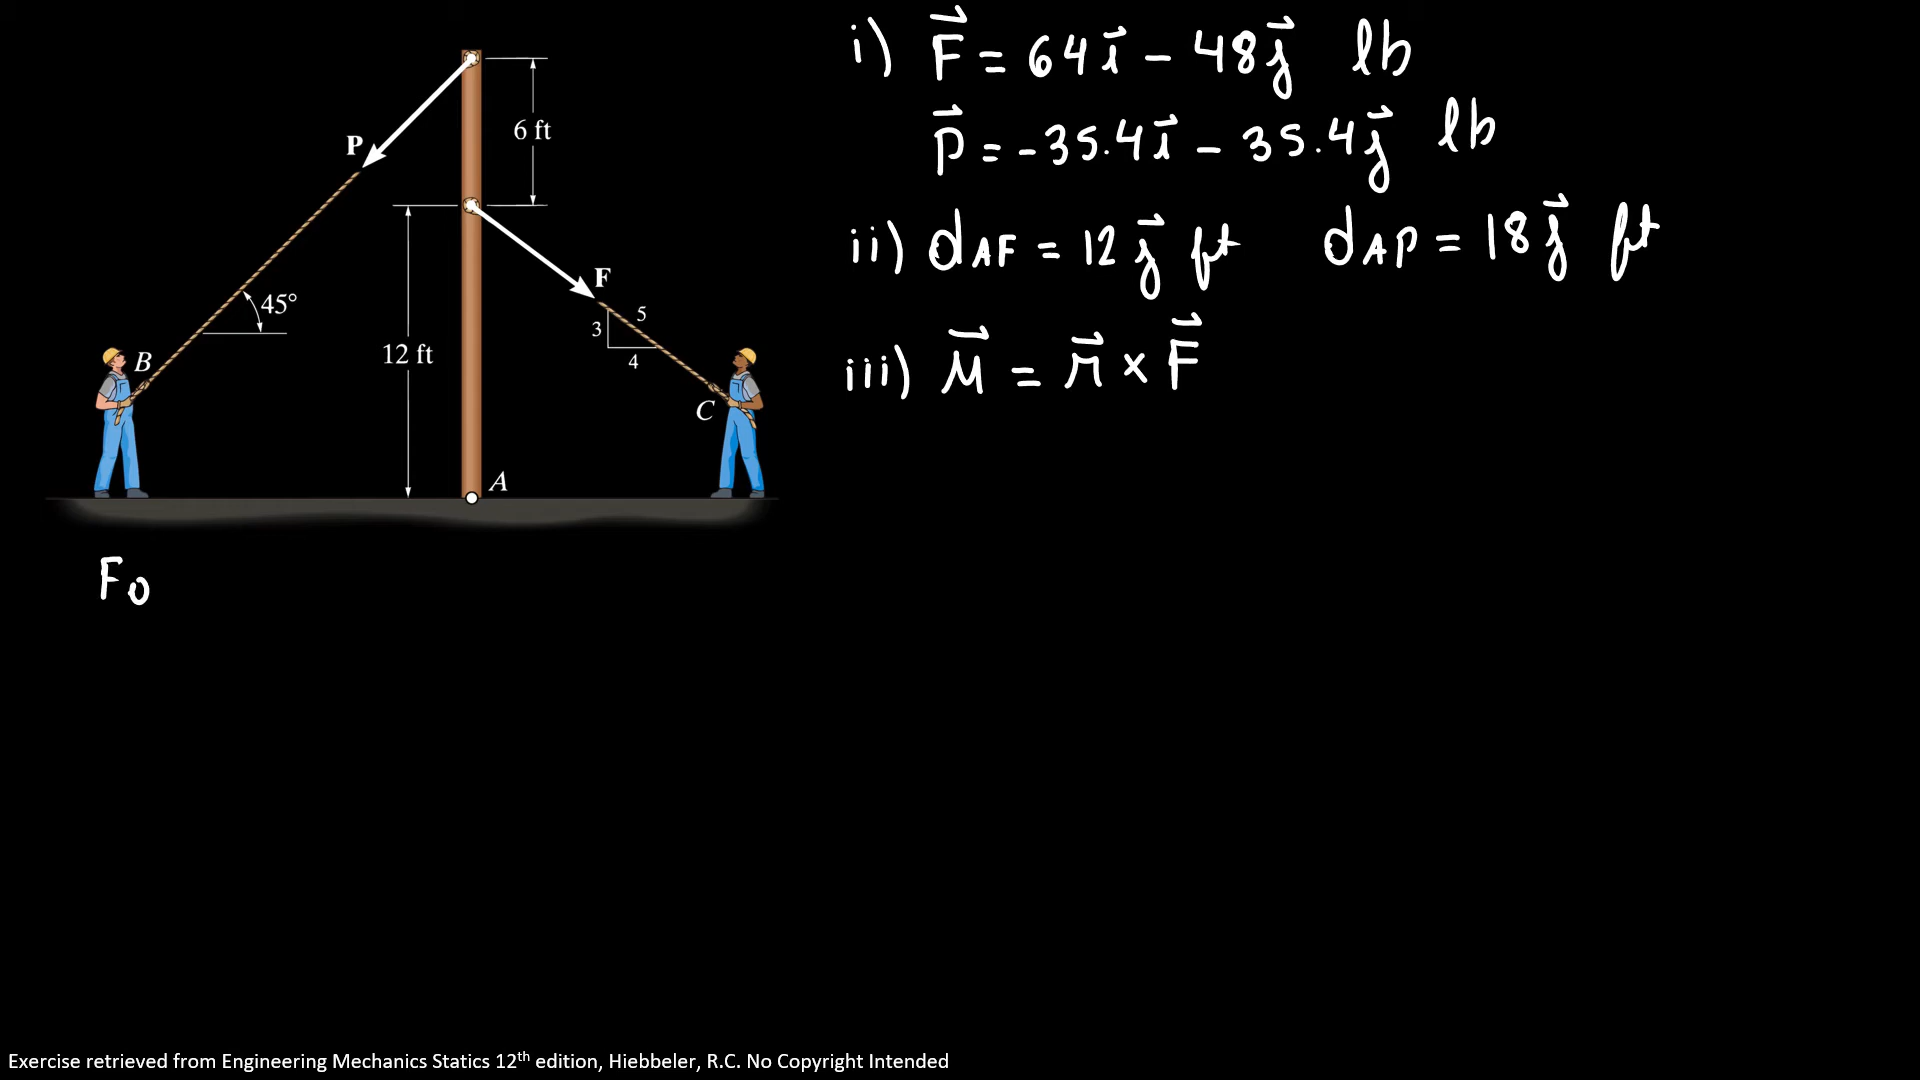 i) F⃗ = 64i⃗ - 48j⃗ lb
P⃗ = -35.4i⃗ - 35.4j⃗ lb
ii) dAF = 12j⃗ ft dAP = 18j⃗ ft
iii) M⃗ = r⃗ × F⃗
6 ft
P
F
45°
5
3
4
12 ft
B
C
A
Fo
Exercise retrieved from Engineering Mechanics Statics 12th edition, Hiebbeler, R.C. No Copyright Intended